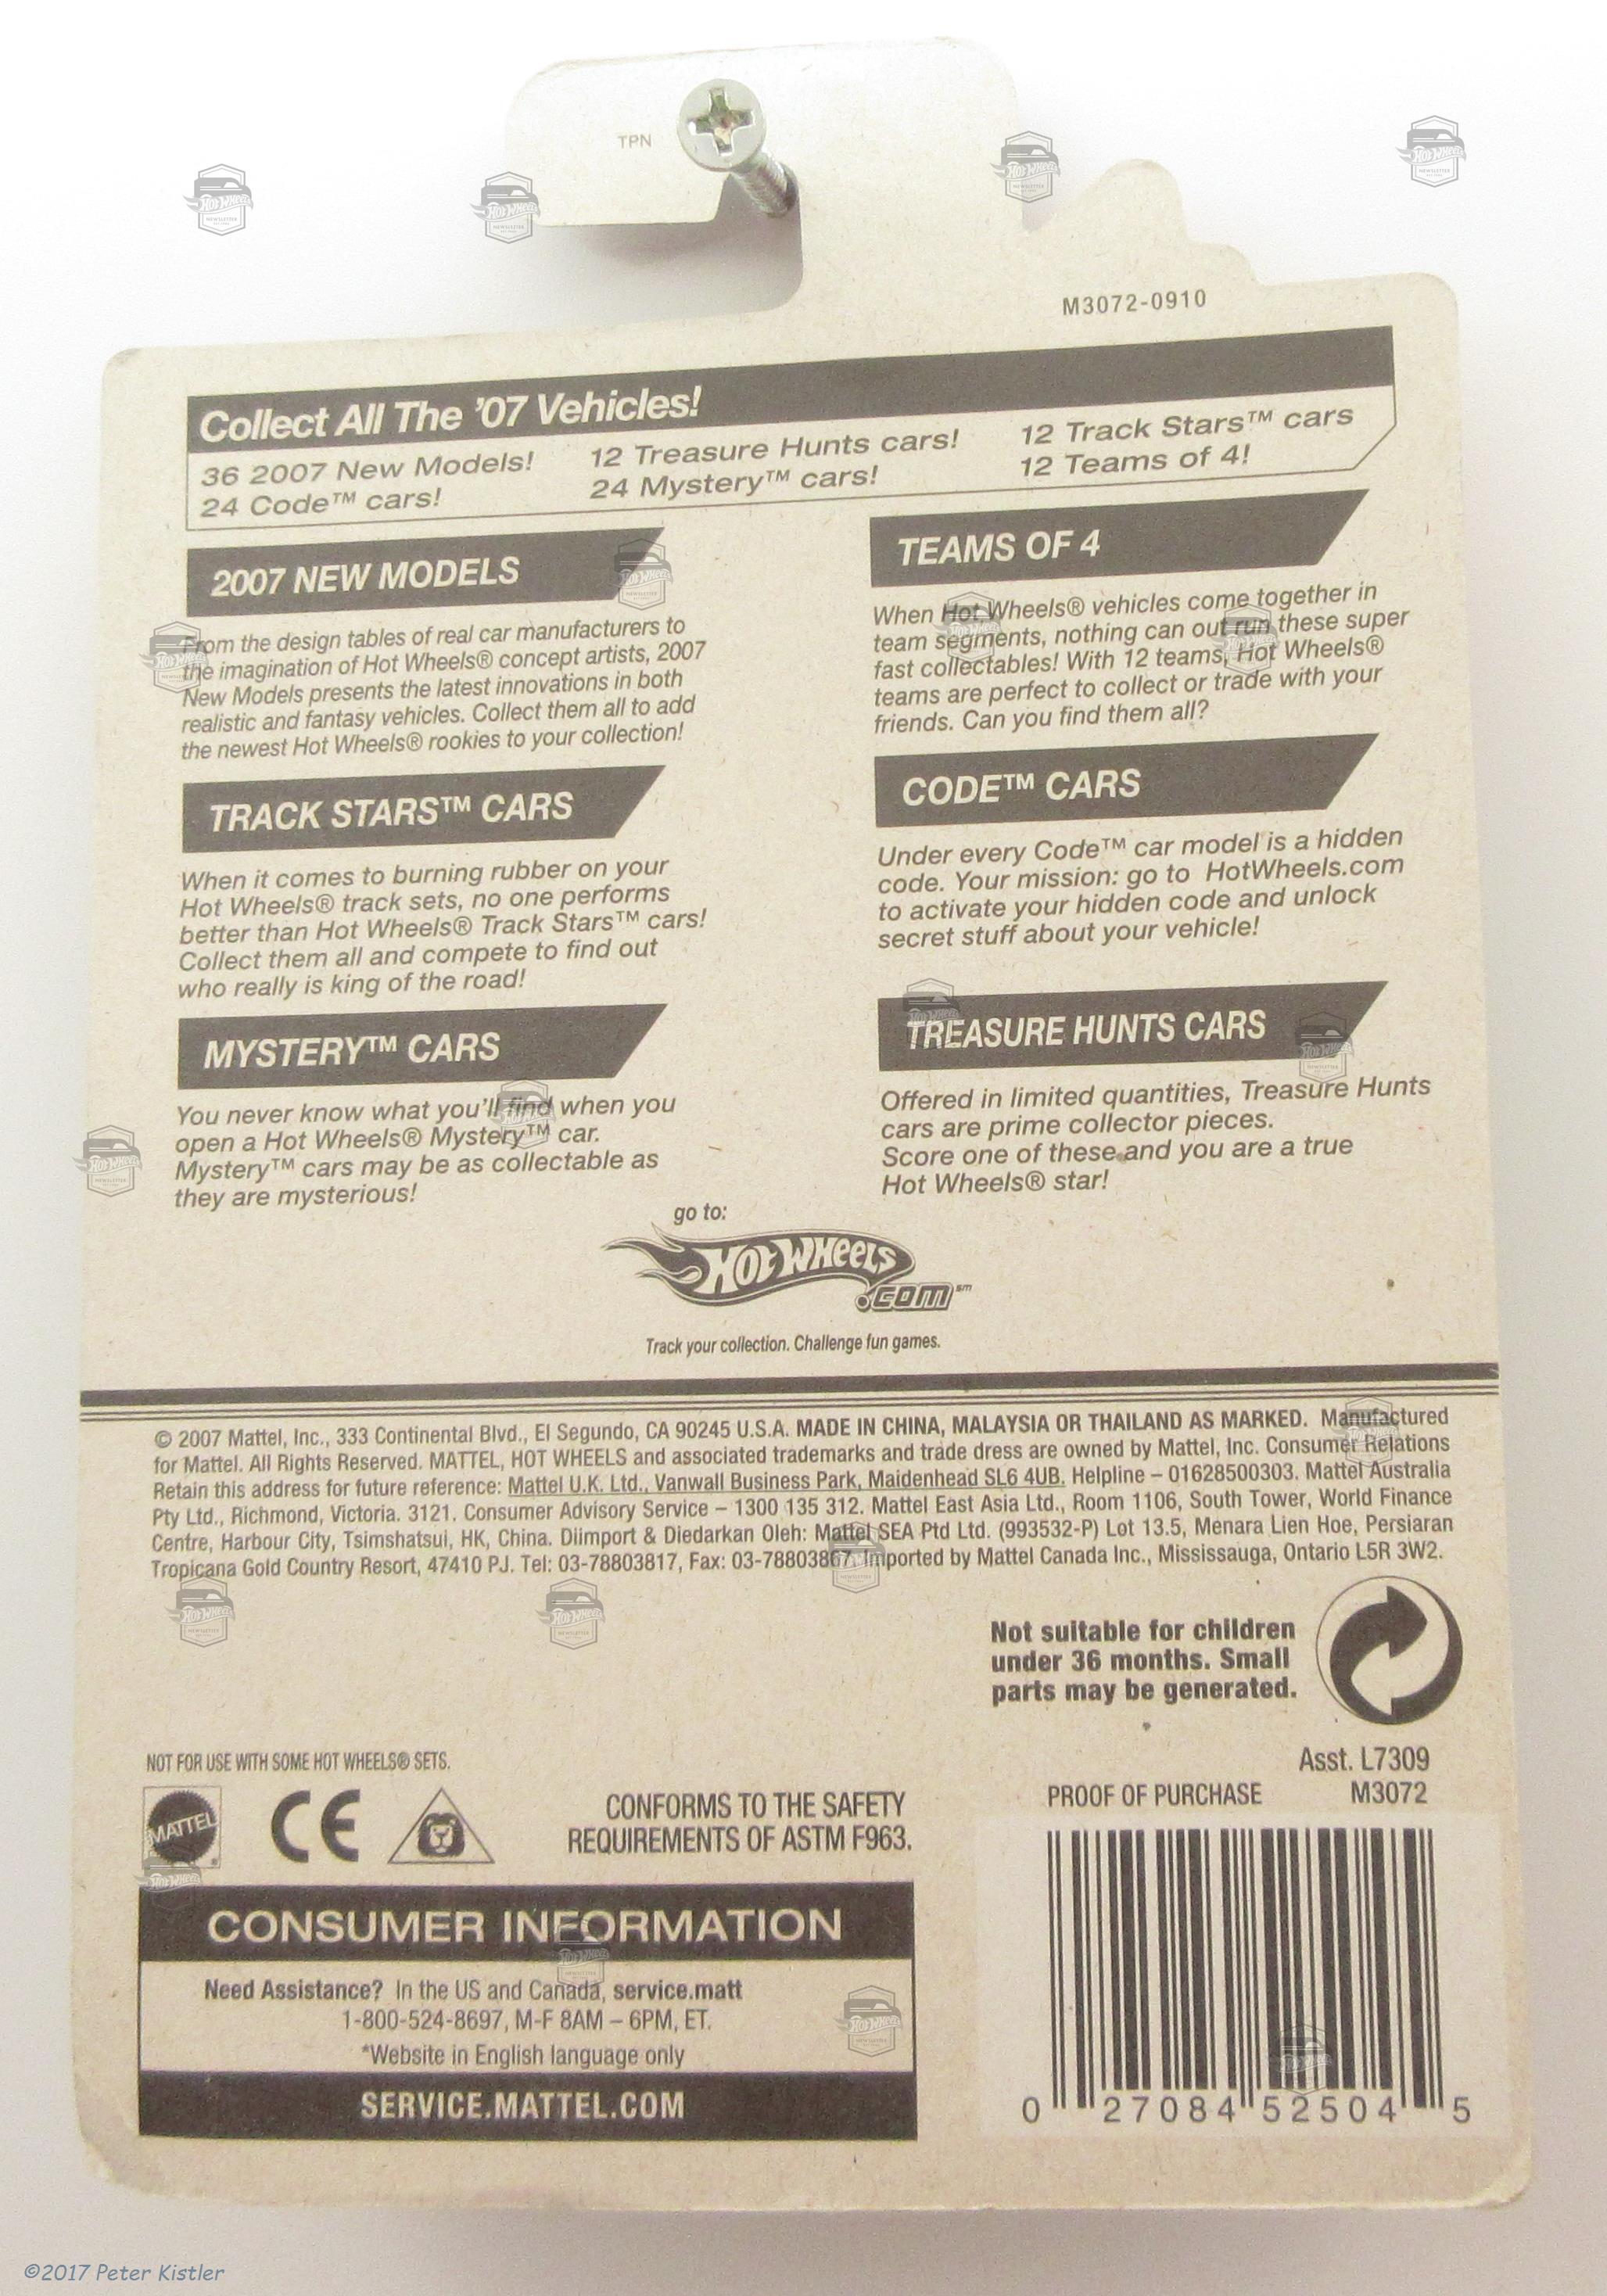 TPN
M3072-0910
Collect All The '07 Vehicles!
36 2007 New Models!
24 Code™ cars!
12 Treasure Hunts cars!
24 Mystery™ cars!
12 Track Stars™ cars
12 Teams of 4!
2007 NEW MODELS
From the design tables of real car manufacturers to
the imagination of Hot Wheels® concept artists, 2007
New Models presents the latest innovations in both
realistic and fantasy vehicles. Collect them all to add
the newest Hot Wheels® rookies to your collection!
TRACK STARS™ CARS
When it comes to burning rubber on your
Hot Wheels® track sets, no one performs
better than Hot Wheels® Track Stars™ cars!
Collect them all and compete to find out
who really is king of the road!
MYSTERY™ CARS
You never know what you'll find when you
open a Hot Wheels® Mystery™ car.
Mystery™ cars may be as collectable as
they are mysterious!
TEAMS OF 4
When Hot Wheels® vehicles come together in
team segments, nothing can out run these super
fast collectables! With 12 teams, Hot Wheels®
teams are perfect to collect or trade with your
friends. Can you find them all?
CODE™ CARS
Under every Code™ car model is a hidden
code. Your mission: go to HotWheels.com
to activate your hidden code and unlock
secret stuff about your vehicle!
TREASURE HUNTS CARS
Offered in limited quantities, Treasure Hunts
cars are prime collector pieces.
Score one of these and you are a true
Hot Wheels® star!
go to:
Hot Wheels
.com℠
Track your collection. Challenge fun games.
© 2007 Mattel, Inc., 333 Continental Blvd., El Segundo, CA 90245 U.S.A. MADE IN CHINA, MALAYSIA OR THAILAND AS MARKED. Manufactured
for Mattel. All Rights Reserved. MATTEL, HOT WHEELS and associated trademarks and trade dress are owned by Mattel, Inc. Consumer Relations
Retain this address for future reference: Mattel U.K. Ltd., Vanwall Business Park, Maidenhead SL6 4UB. Helpline – 01628500303. Mattel Australia
Pty Ltd., Richmond, Victoria. 3121. Consumer Advisory Service – 1300 135 312. Mattel East Asia Ltd., Room 1106, South Tower, World Finance
Centre, Harbour City, Tsimshatsui, HK, China. Diimport & Diedarkan Oleh: Mattel SEA Ptd Ltd. (993532-P) Lot 13.5, Menara Lien Hoe, Persiaran
Tropicana Gold Country Resort, 47410 PJ. Tel: 03-78803817, Fax: 03-78803867. Imported by Mattel Canada Inc., Mississauga, Ontario L5R 3W2.
Not suitable for children
under 36 months. Small
parts may be generated.
NOT FOR USE WITH SOME HOT WHEELS® SETS.
MATTEL
CE
CONFORMS TO THE SAFETY
REQUIREMENTS OF ASTM F963.
Asst. L7309
PROOF OF PURCHASE M3072
CONSUMER INFORMATION
Need Assistance? In the US and Canada, service.matt
1-800-524-8697, M-F 8AM – 6PM, ET.
*Website in English language only
SERVICE.MATTEL.COM
0 27084 52504 5
©2017 Peter Kistler